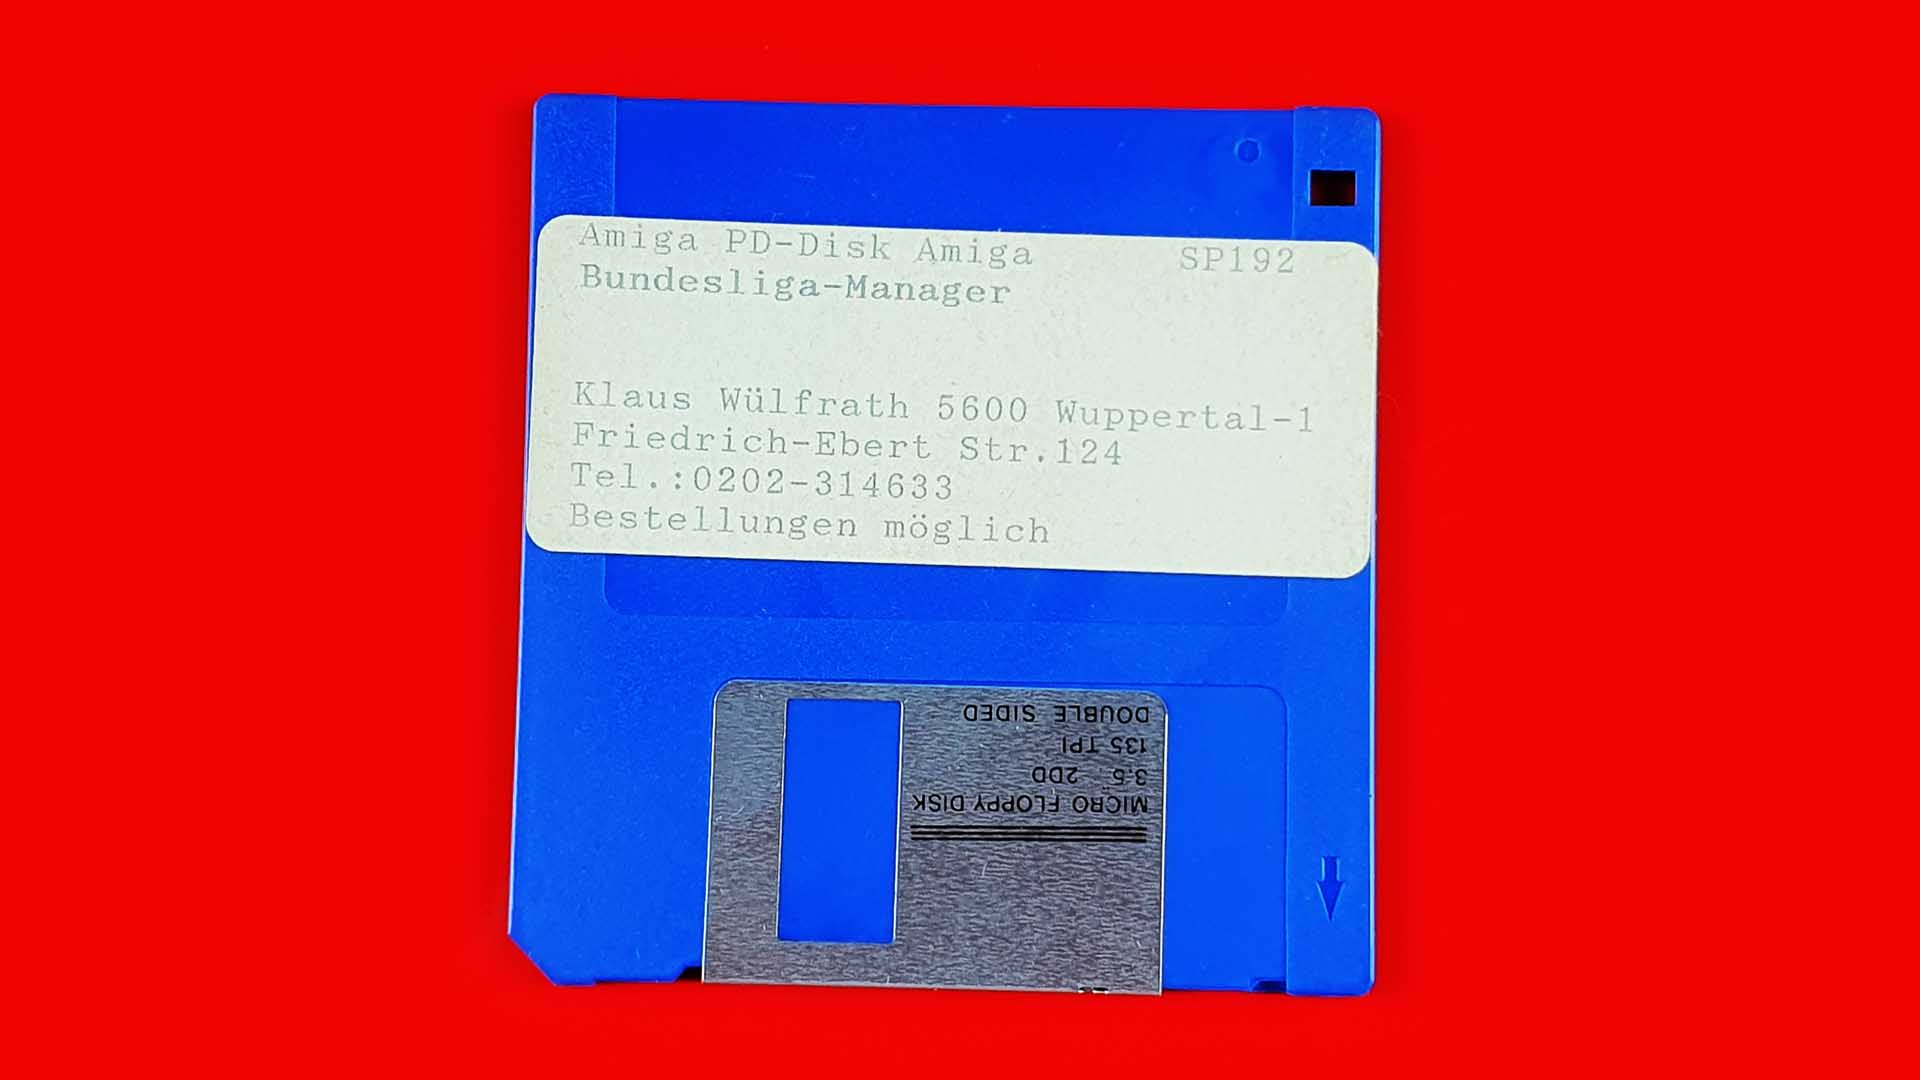 Amiga PD-Disk Amiga SP192
Bundesliga-Manager
Klaus Wülfrath 5600 Wuppertal-1
Friedrich-Ebert Str.124
Tel.:0202-314633
Bestellungen möglich
MICRO FLOPPY DISK
3.5" 2DD
135 TPI
DOUBLE SIDED